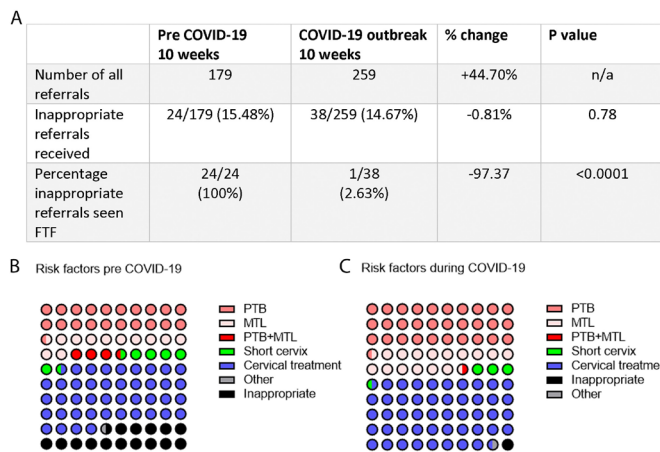 A
Pre COVID-19 10 weeks
COVID-19 outbreak 10 weeks
% change
P value
Number of all referrals
179
259
+44.70%
n/a
Inappropriate referrals received
24/179 (15.48%)
38/259 (14.67%)
-0.81%
0.78
Percentage inappropriate referrals seen FTF
24/24 (100%)
1/38 (2.63%)
-97.37
<0.0001
B
Risk factors pre COVID-19
PTB
MTL
PTB+MTL
Short cervix
Cervical treatment
Other
Inappropriate
C
Risk factors during COVID-19
PTB
MTL
PTB+MTL
Short cervix
Cervical treatme
Inappropriate
Other